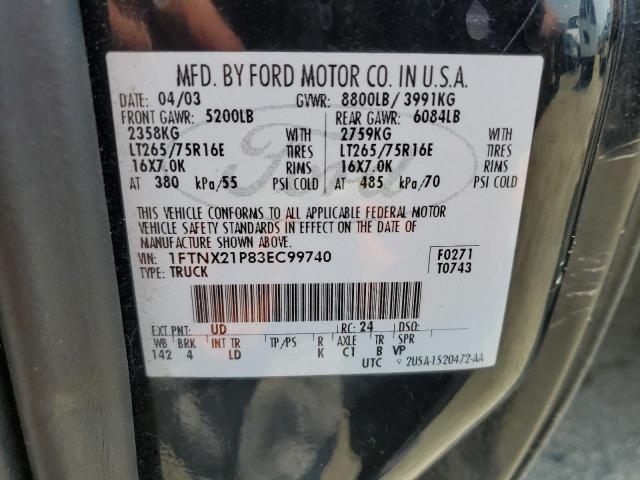 MFD. BY FORD MOTOR CO. IN U.S.A.
DATE: 04/03 GVWR: 8800LB/ 3991KG
FRONT GAWR: 5200LB REAR GAWR: 6084LB
2358KG WITH 2759KG WITH
LT265/75R16E TIRES LT265/75R16E TIRES
16X7.0K RIMS 16X7.0K RIMS
AT 380 kPa/55 PSI COLD AT 485 kPa/70 PSI COLD
THIS VEHICLE CONFORMS TO ALL APPLICABLE FEDERAL MOTOR
VEHICLE SAFETY STANDARDS IN EFFECT ON THE DATE OF
MANUFACTURE SHOWN ABOVE.
VIN: 1FTNX21P83EC99740 F0271
TYPE: TRUCK T0743
EXT PNT: UD RC: 24 DSO:
WB BRK INT TR TP/PS R AXLE TR SPR
142 4 LD K C1 B VP
UTC 2U5A-1520472-AA
Ford